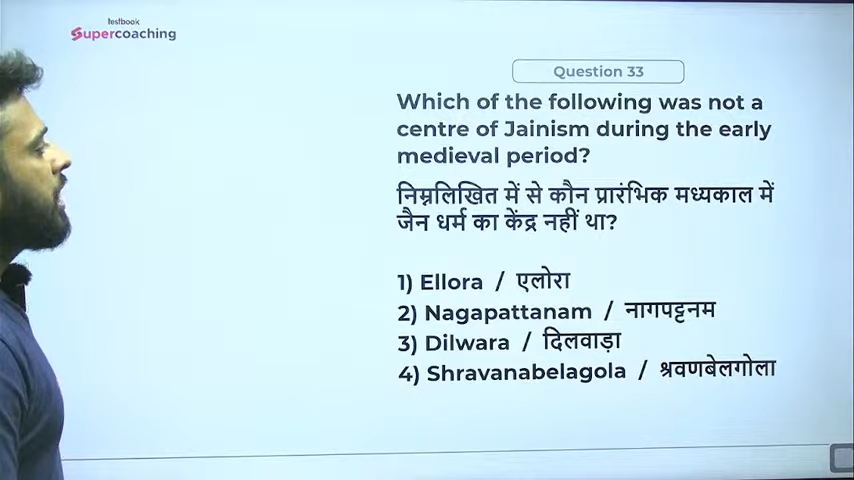 testbook
Supercoaching
Question 33
Which of the following was not a
centre of Jainism during the early
medieval period?
निम्नलिखित में से कौन प्रारंभिक मध्यकाल में
जैन धर्म का केंद्र नहीं था?
1) Ellora / एलोरा
2) Nagapattanam / नागपट्टनम
3) Dilwara / दिलवाड़ा
4) Shravanabelagola / श्रवणबेलगोला